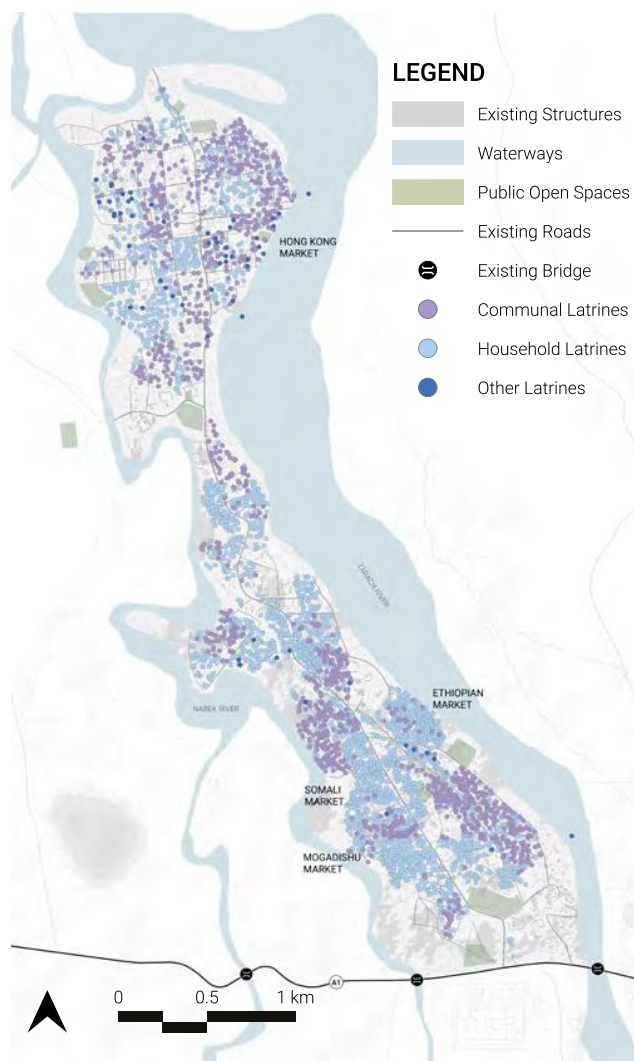 LEGEND
Existing Structures
Waterways
Public Open Spaces
Existing Roads
Existing Bridge
Communal Latrines
Household Latrines
Other Latrines
HONG KONG
MARKET
ZABACH RIVER
NABEK RIVER
ETHIOPIAN
MARKET
SOMALI
MARKET
MOGADISHU
MARKET
A1
0 0.5 1 km